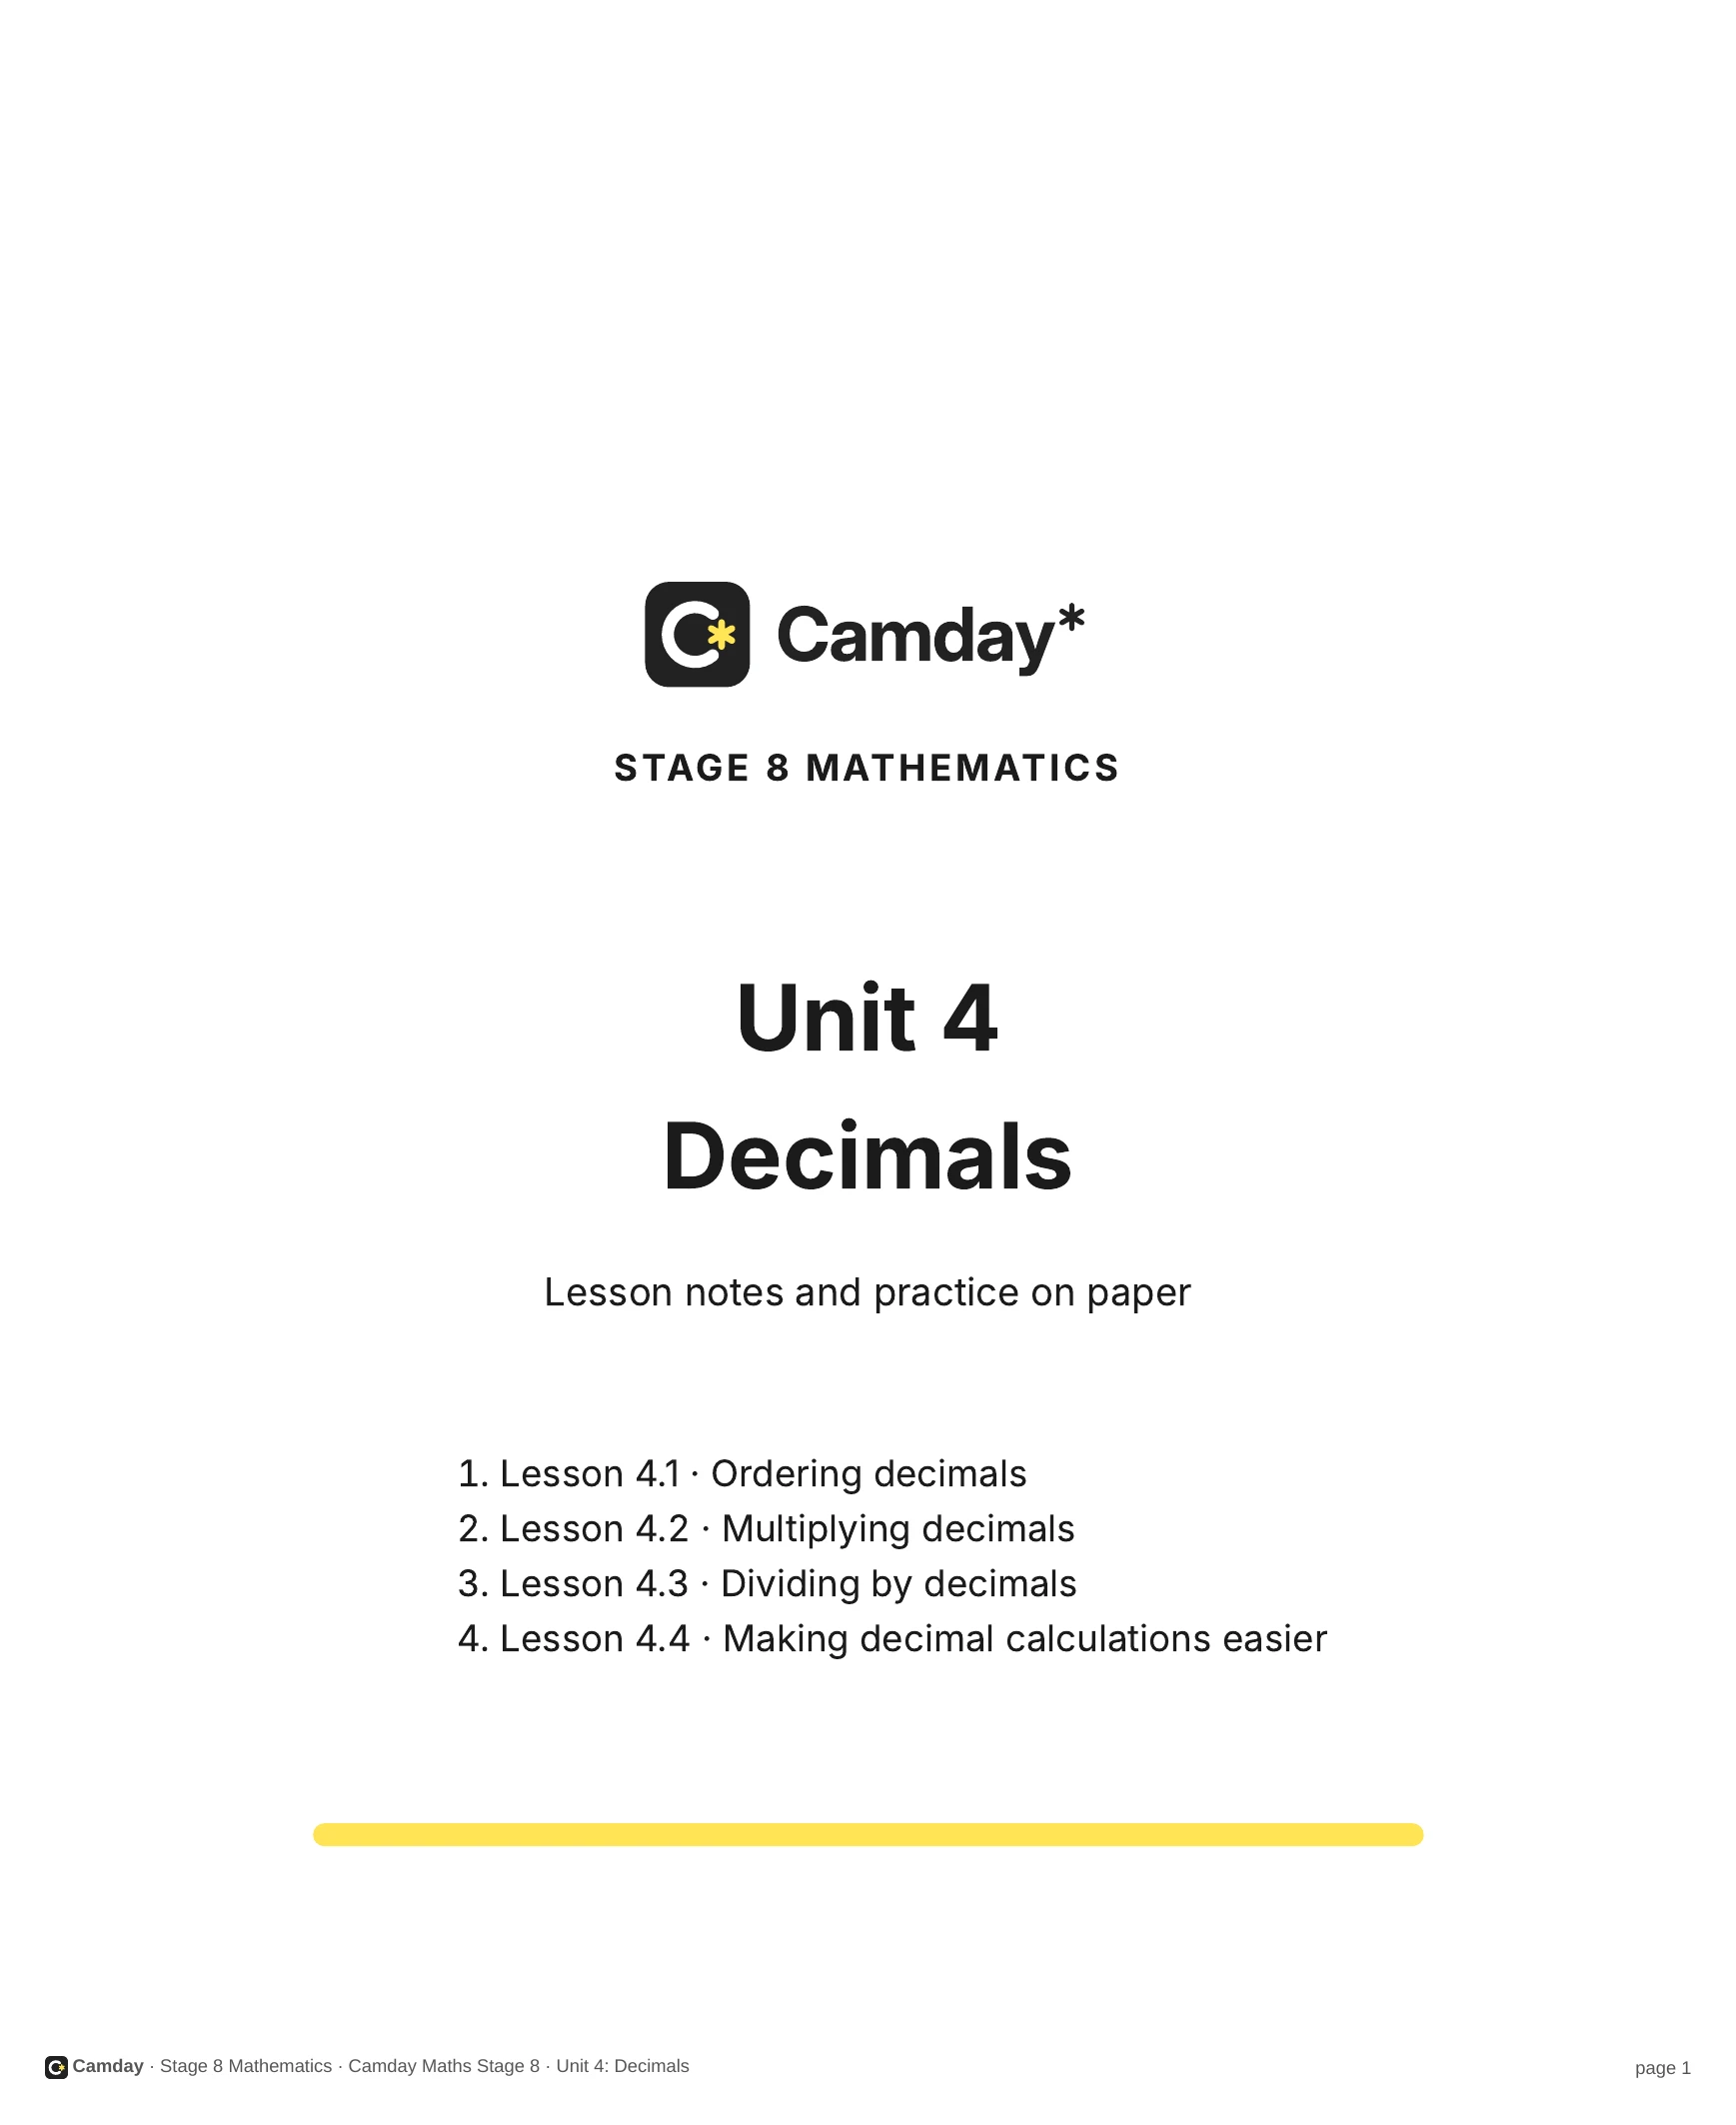 Camday*
STAGE 8 MATHEMATICS
Unit 4
Decimals
Lesson notes and practice on paper
1. Lesson 4.1 · Ordering decimals
2. Lesson 4.2 · Multiplying decimals
3. Lesson 4.3 · Dividing by decimals
4. Lesson 4.4 · Making decimal calculations easier
Camday · Stage 8 Mathematics · Camday Maths Stage 8 · Unit 4: Decimals
page 1